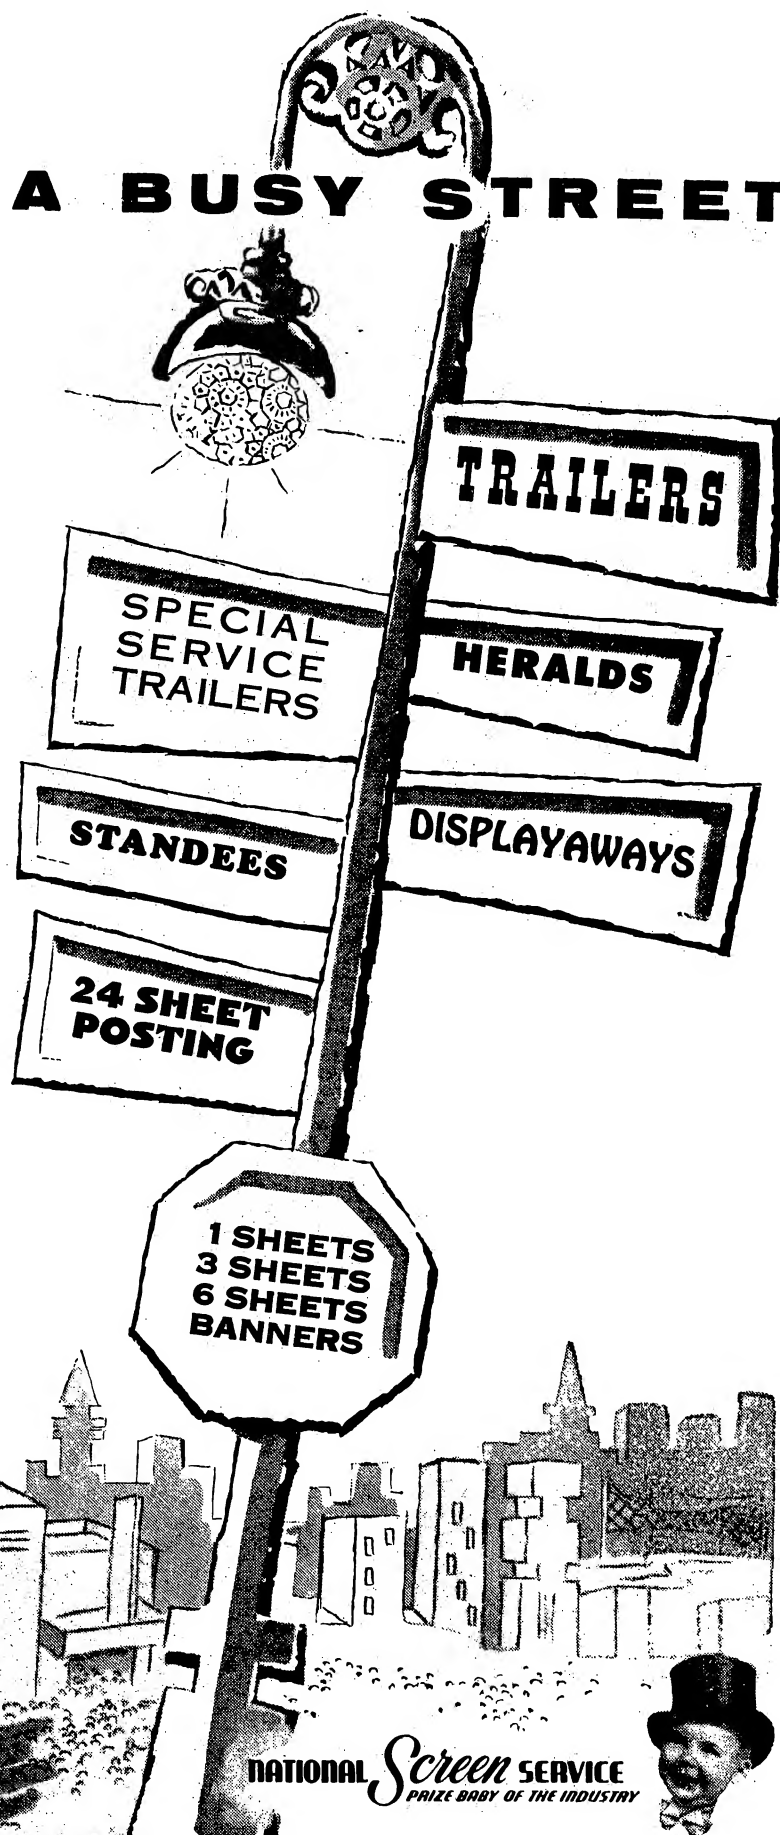 A BUSY STREET
TRAILERS
SPECIAL
SERVICE
TRAILERS
HERALDS
STANDEES
DISPLAYAWAYS
24 SHEET
POSTING
1 SHEETS
3 SHEETS
6 SHEETS
BANNERS
NATIONAL Screen SERVICE
PRIZE BABY OF THE INDUSTRY